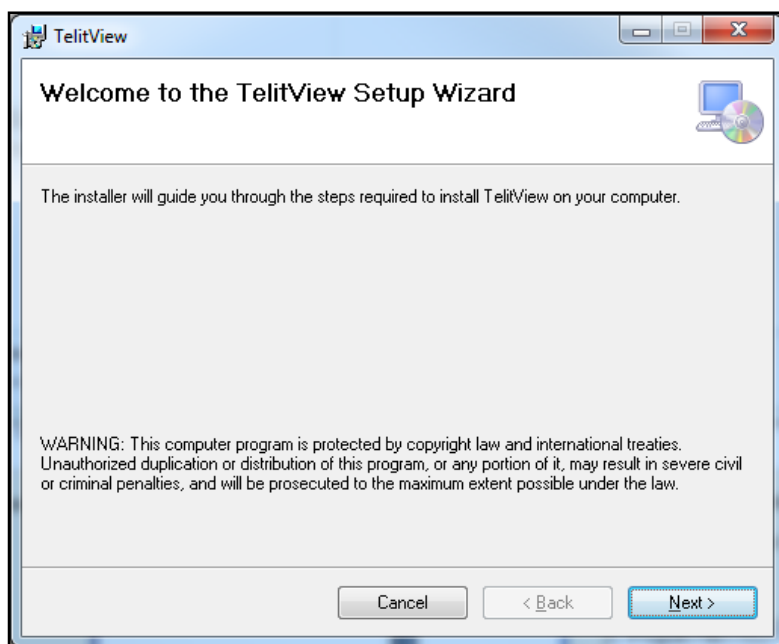 TelitView
Welcome to the TelitView Setup Wizard
The installer will guide you through the steps required to install TelitView on your computer.
WARNING: This computer program is protected by copyright law and international treaties.
Unauthorized duplication or distribution of this program, or any portion of it, may result in severe civil
or criminal penalties, and will be prosecuted to the maximum extent possible under the law.
Cancel
< Back
Next >